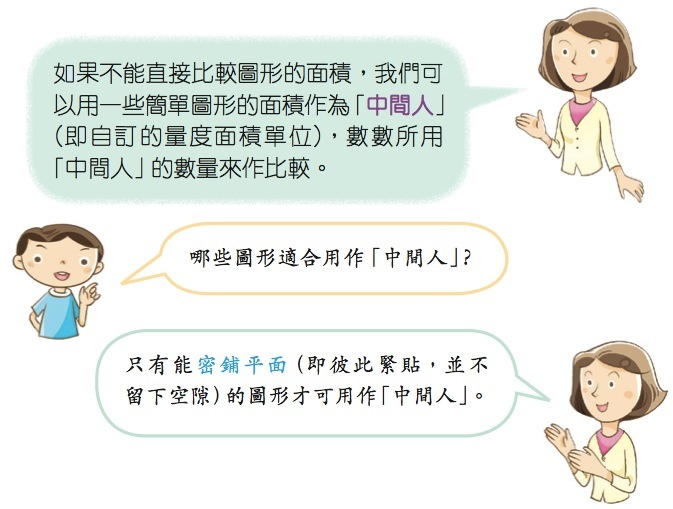 如果不能直接比較圖形的面積，我們可
以用一些簡單圖形的面積作為「中間人」
(即自訂的量度面積單位)，數數所用
「中間人」的數量來作比較。
哪些圖形適合用作「中間人」?
只有能密鋪平面(即彼此緊貼，並不
留下空隙)的圖形才可用作「中間人」。